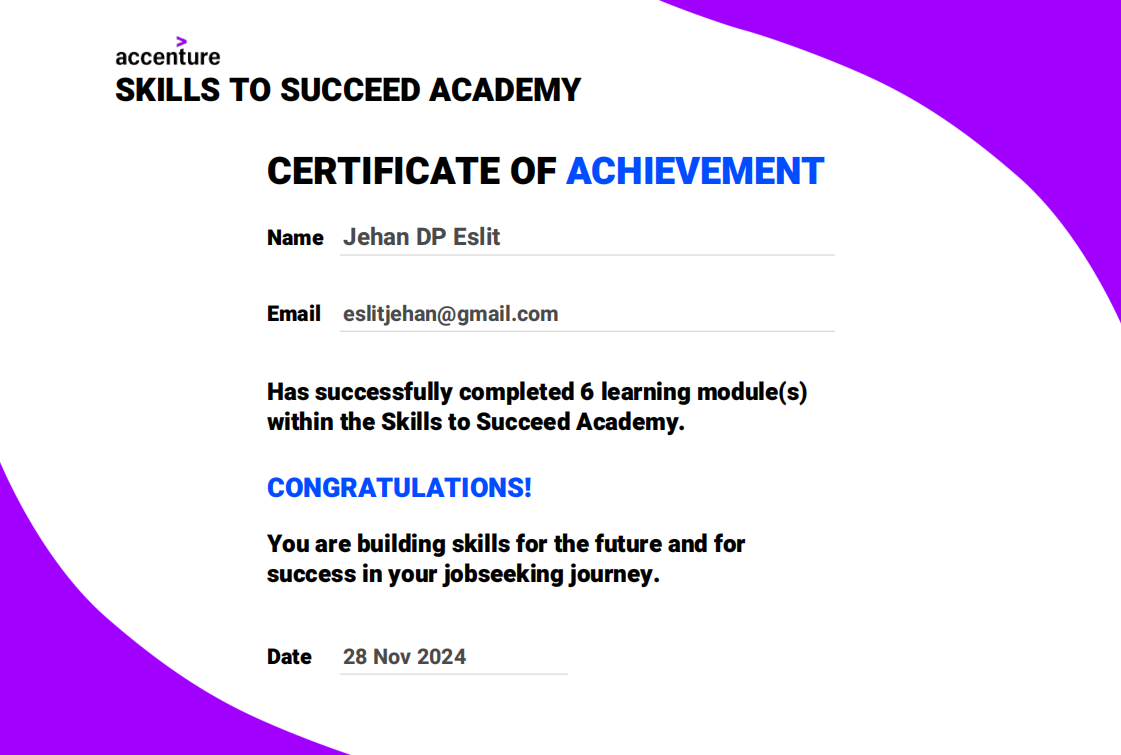 accenture
SKILLS TO SUCCEED ACADEMY
CERTIFICATE OF ACHIEVEMENT
Name Jehan DP Eslit
Email eslitjehan@gmail.com
Has successfully completed 6 learning module(s)
within the Skills to Succeed Academy.
CONGRATULATIONS!
You are building skills for the future and for
success in your jobseeking journey.
Date 28 Nov 2024